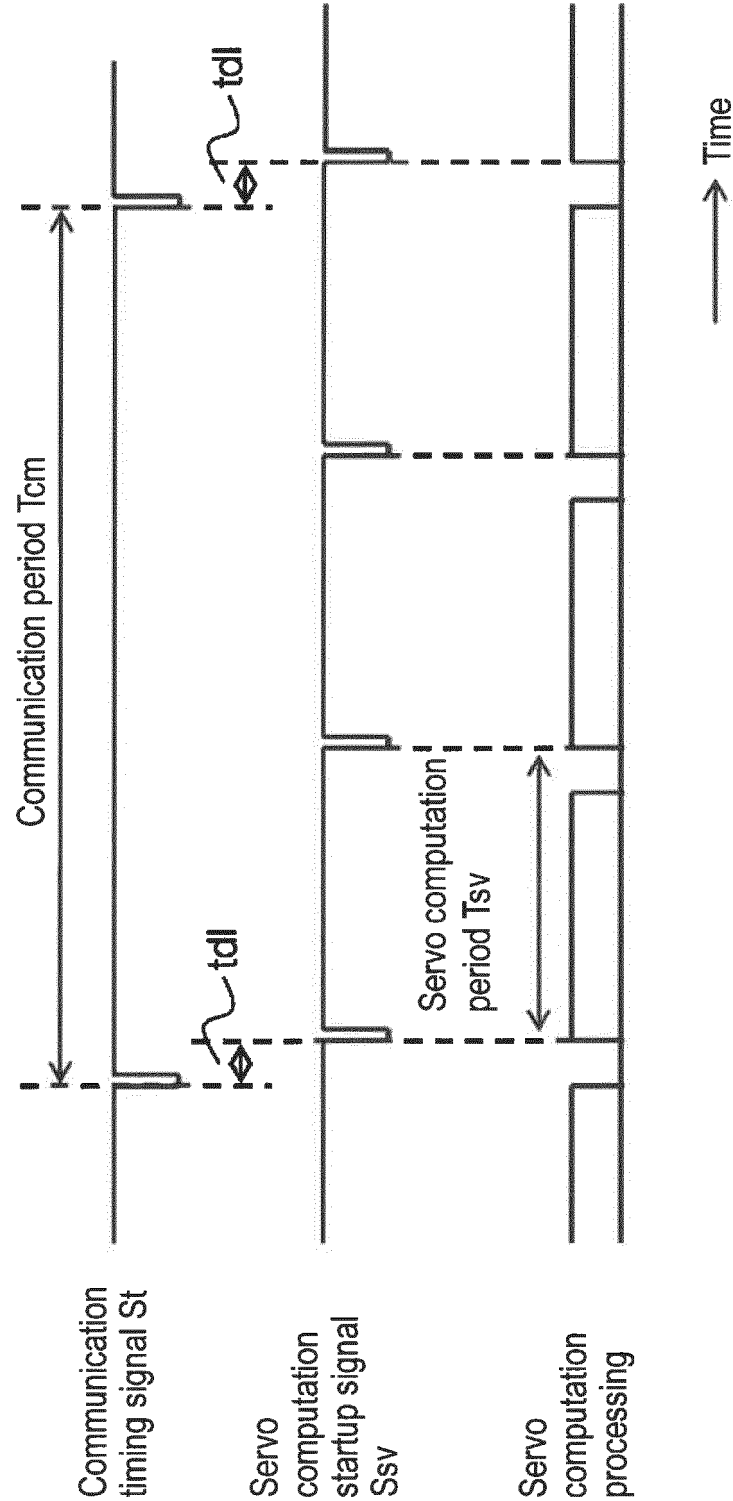 Communication period Tcm
Communication
timing signal St
tdl
tdl
Servo
computation
startup signal
Ssv
Servo computation
period Tsv
Servo
computation
processing
Time